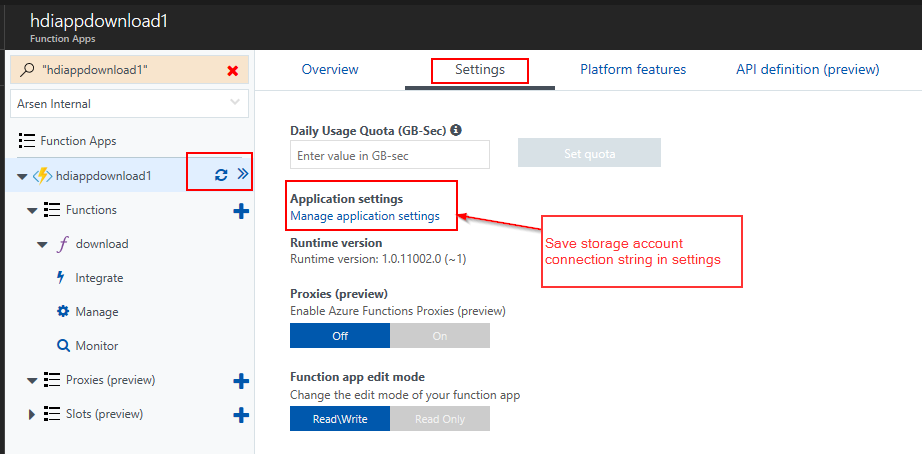 hdiappdownload1
Function Apps
"hdiappdownload1"
Arsen Internal
Function Apps
hdiappdownload1
Functions
download
Integrate
Manage
Monitor
Proxies (preview)
Slots (preview)
Overview
Settings
Platform features
API definition (preview)
Daily Usage Quota (GB-Sec)
Enter value in GB-sec
Set quota
Application settings
Manage application settings
Save storage account
connection string in settings
Runtime version
Runtime version: 1.0.11002.0 (~1)
Proxies (preview)
Enable Azure Functions Proxies (preview)
Off
On
Function app edit mode
Change the edit mode of your function app
Read\Write
Read Only